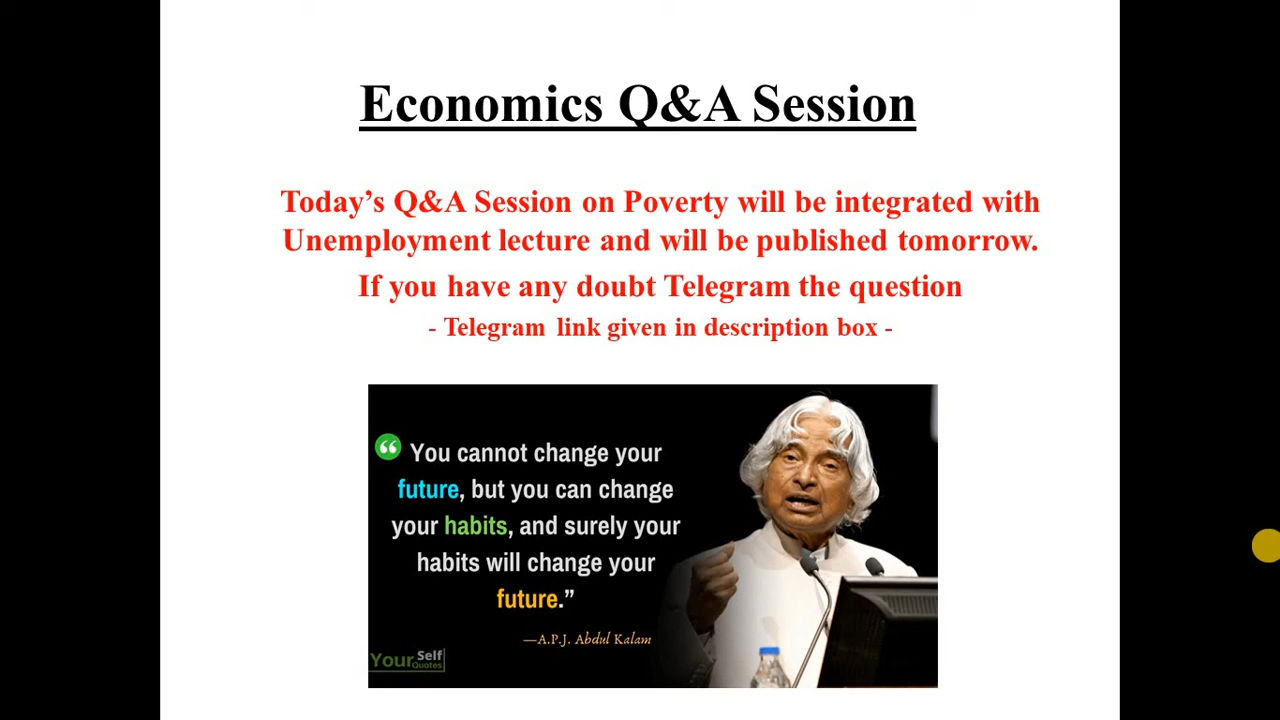 Economics Q&A Session
Today’s Q&A Session on Poverty will be integrated with
Unemployment lecture and will be published tomorrow.
If you have any doubt Telegram the question
- Telegram link given in description box -
“ You cannot change your
future, but you can change
your habits, and surely your
habits will change your
future.”
—A.P.J. Abdul Kalam
Your Self
Quotes